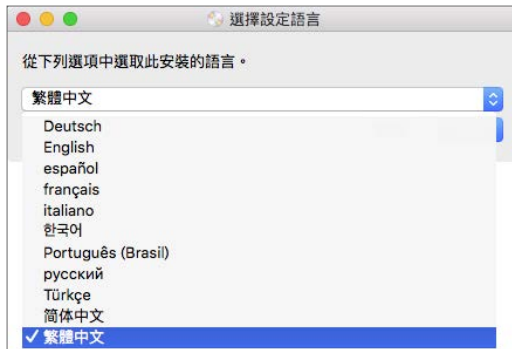 選擇設定語言
從下列選項中選取此安裝的語言。
繁體中文
Deutsch
English
español
français
italiano
한국어
Português (Brasil)
русский
Türkçe
简体中文
✓ 繁體中文